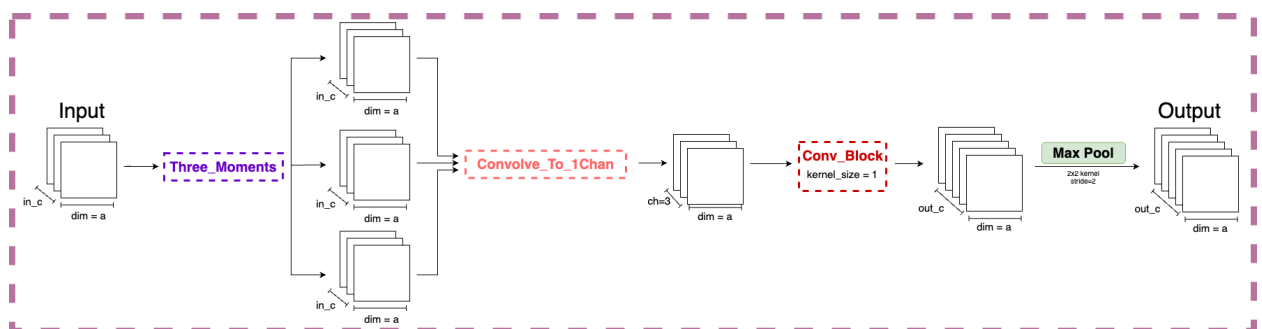 Input
in_c
dim = a
Three_Moments
in_c
dim = a
in_c
dim = a
in_c
dim = a
Convolve_To_1Chan
ch=3
dim = a
Conv_Block
kernel_size = 1
out_c
dim = a
Max Pool
2x2 kernel
stride=2
Output
out_c
dim = a